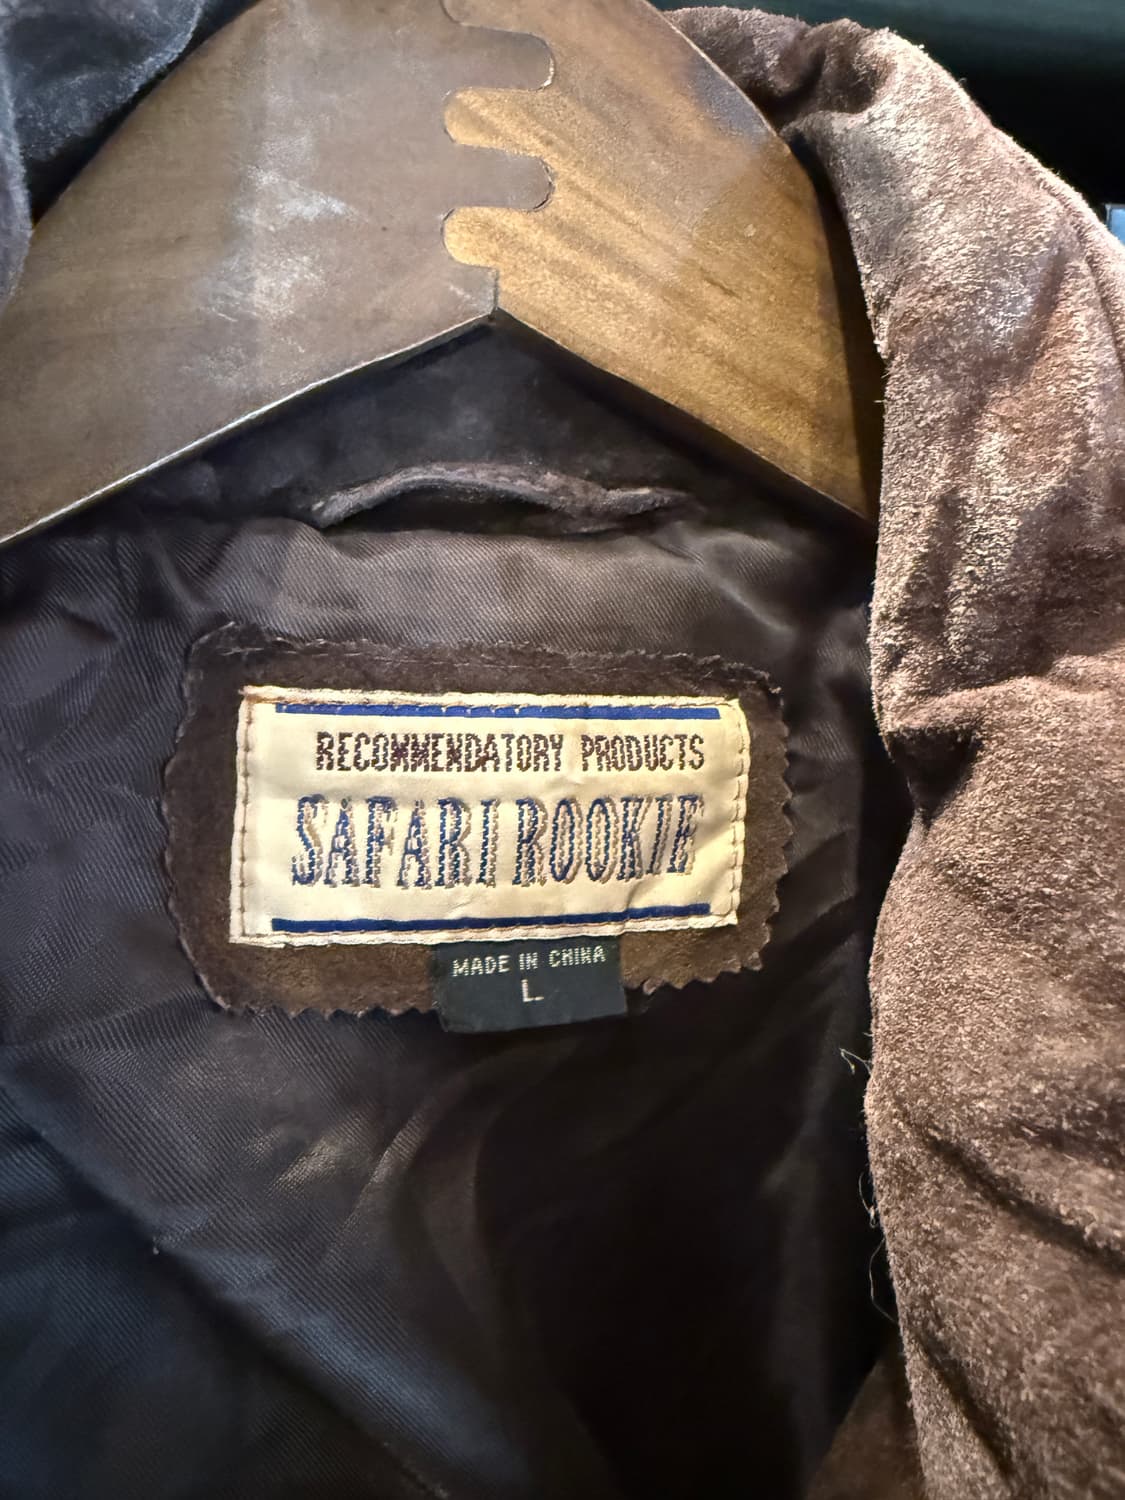 RECOMMENDATORY PRODUCTS
SAFARI ROOKIE
MADE IN CHINA
L